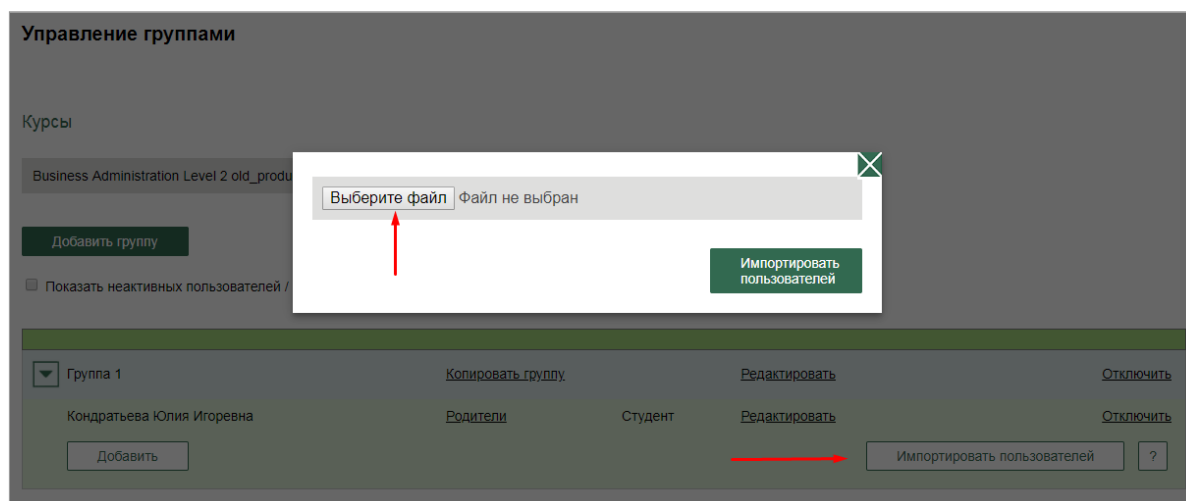 Управление группами
Курсы
Business Administration Level 2 old_produ
Выберите файл Файл не выбран
Добавить группу
Импортировать
пользователей
Показать неактивных пользователей /
Группа 1 Копировать группу Редактировать Отключить
Кондратьева Юлия Игоревна Родители Студент Редактировать Отключить
Добавить Импортировать пользователей ?